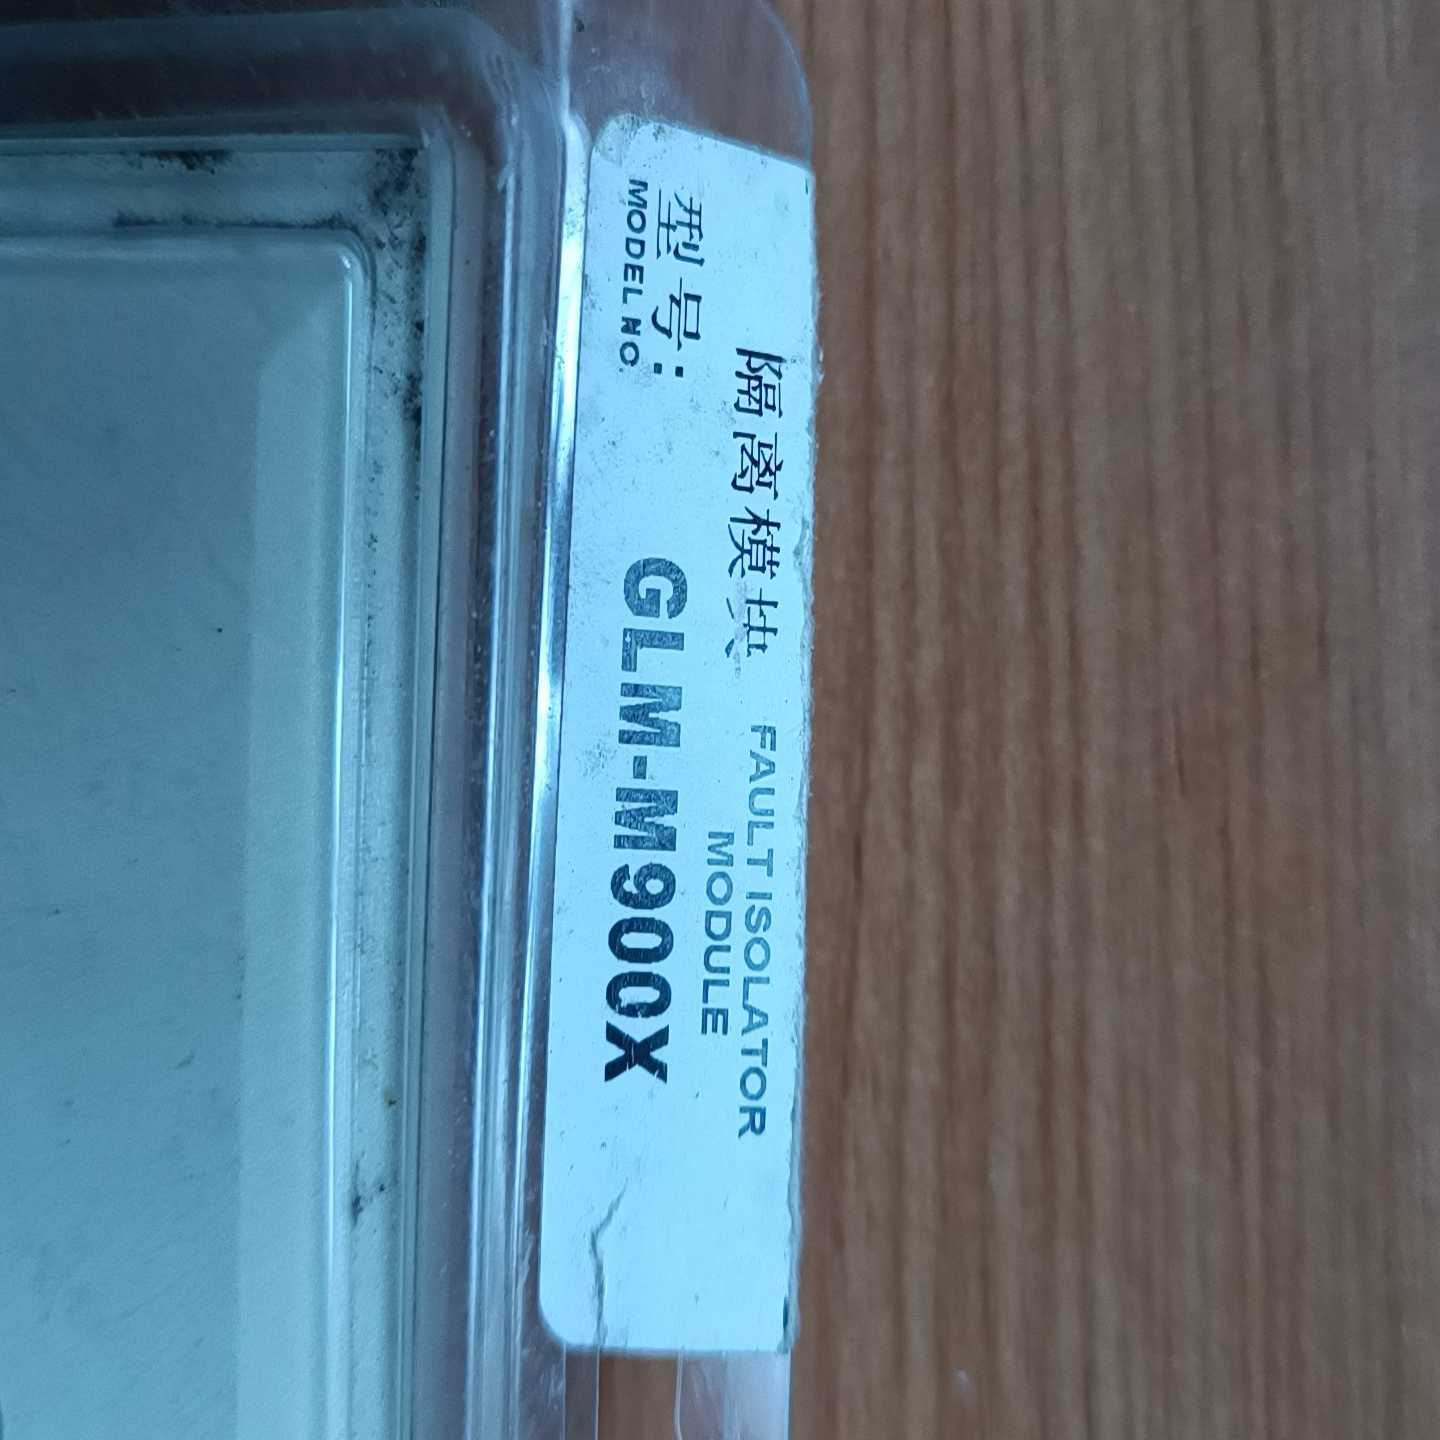 隔离模块 FAULT ISOLATOR
MODULE
型号:
MODEL NO.
GLM-M900X